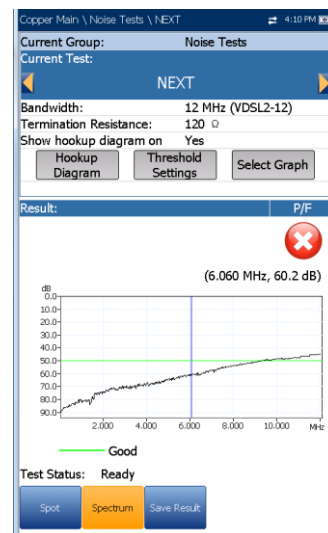 Copper Main \ Noise Tests \ NEXT 4:10 PM
Current Group: Noise Tests
Current Test:
NEXT
Bandwidth: 12 MHz (VDSL2-12)
Termination Resistance: 120 Ω
Show hookup diagram on Yes
Hookup Diagram Threshold Settings Select Graph
Result: P/F
(6.060 MHz, 60.2 dB)
dB
0.0
10.0
20.0
30.0
40.0
50.0
60.0
70.0
80.0
90.0
2.000 4.000 6.000 8.000 10.000 MHz
Good
Test Status: Ready
Spot Spectrum Save Result